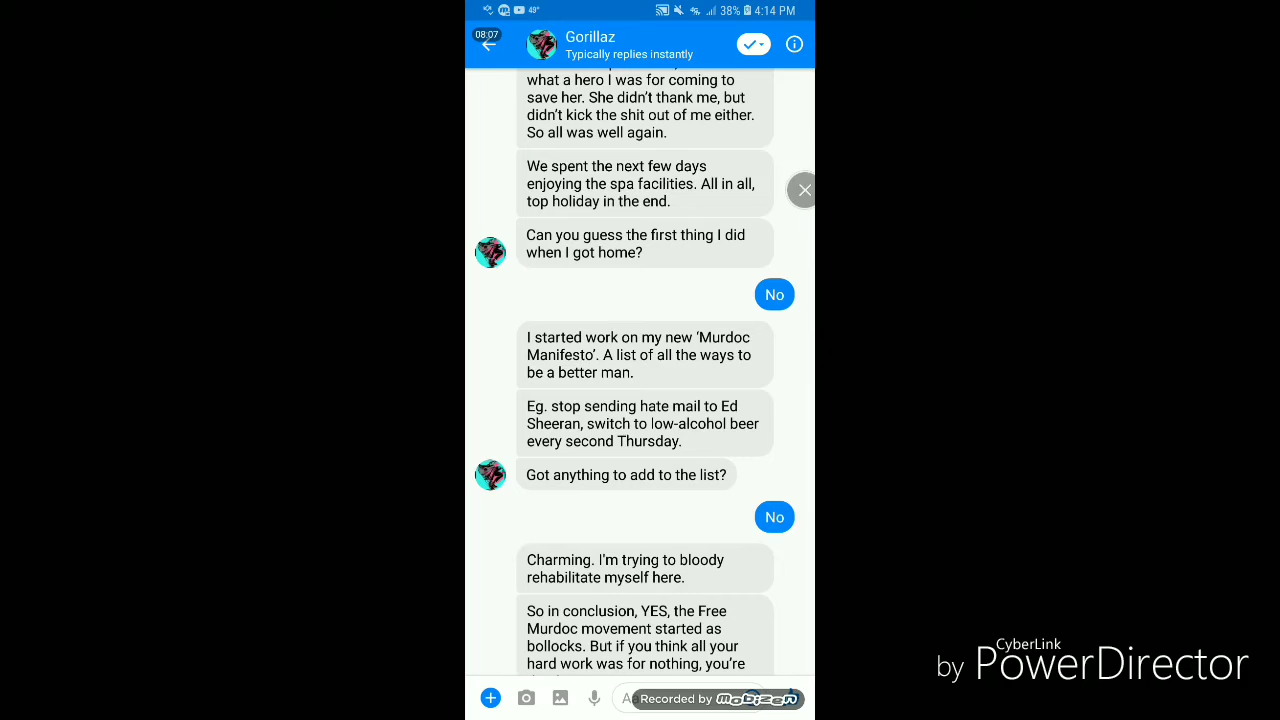 49°
38%
4:14 PM
08:07
Gorillaz
Typically replies instantly
what a hero I was for coming to
save her. She didn’t thank me, but
didn’t kick the shit out of me either.
So all was well again.
We spent the next few days
enjoying the spa facilities. All in all,
top holiday in the end.
Can you guess the first thing I did
when I got home?
No
I started work on my new ‘Murdoc
Manifesto’. A list of all the ways to
be a better man.
Eg. stop sending hate mail to Ed
Sheeran, switch to low-alcohol beer
every second Thursday.
Got anything to add to the list?
No
Charming. I'm trying to bloody
rehabilitate myself here.
So in conclusion, YES, the Free
Murdoc movement started as
bollocks. But if you think all your
hard work was for nothing, you’re
Recorded by mobizen
CyberLink
by PowerDirector